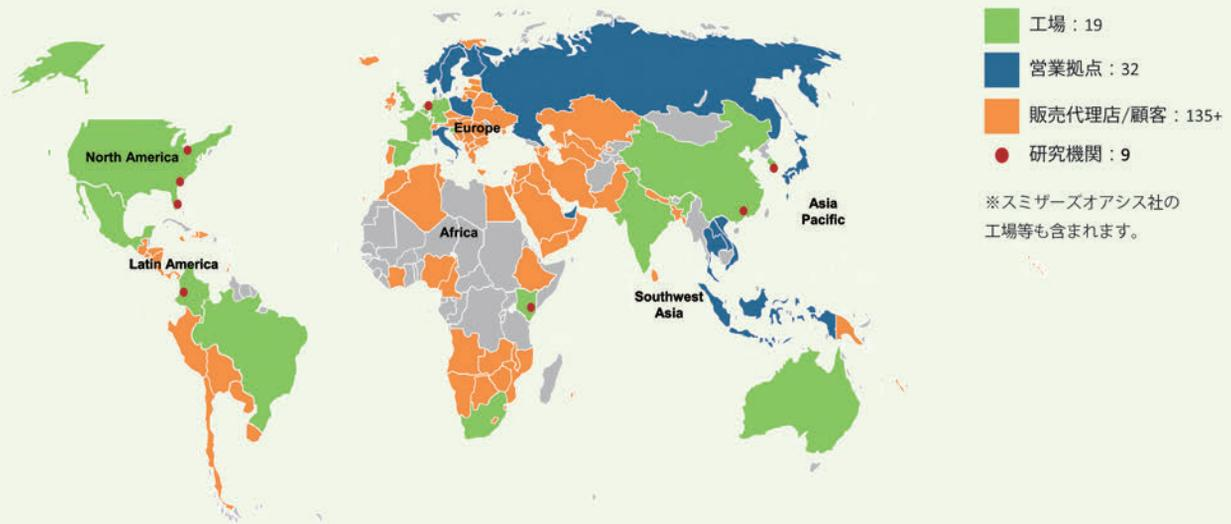 工場：19
営業拠点：32
販売代理店/顧客：135+
研究機関：9
※スミザーズオアシス社の
工場等も含まれます。
North America
Latin America
Europe
Africa
Asia
Pacific
Southwest
Asia